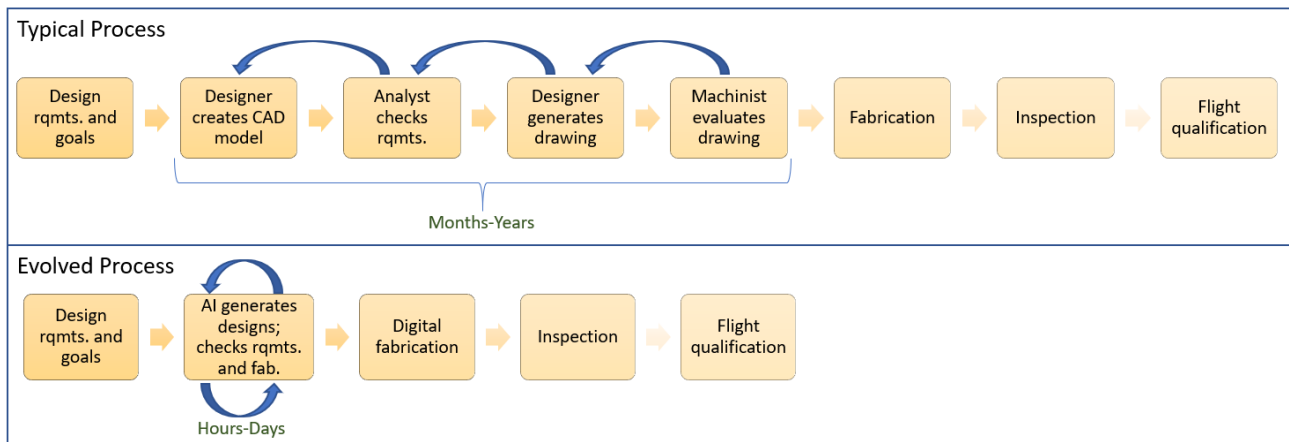 Typical Process
Design
rqmts. and
goals
Designer
creates CAD
model
Analyst
checks
rqmts.
Designer
generates
drawing
Machinist
evaluates
drawing
Fabrication
Inspection
Flight
qualification
Months-Years
Evolved Process
Design
rqmts. and
goals
AI generates
designs;
checks rqmts.
and fab.
Digital
fabrication
Inspection
Flight
qualification
Hours-Days